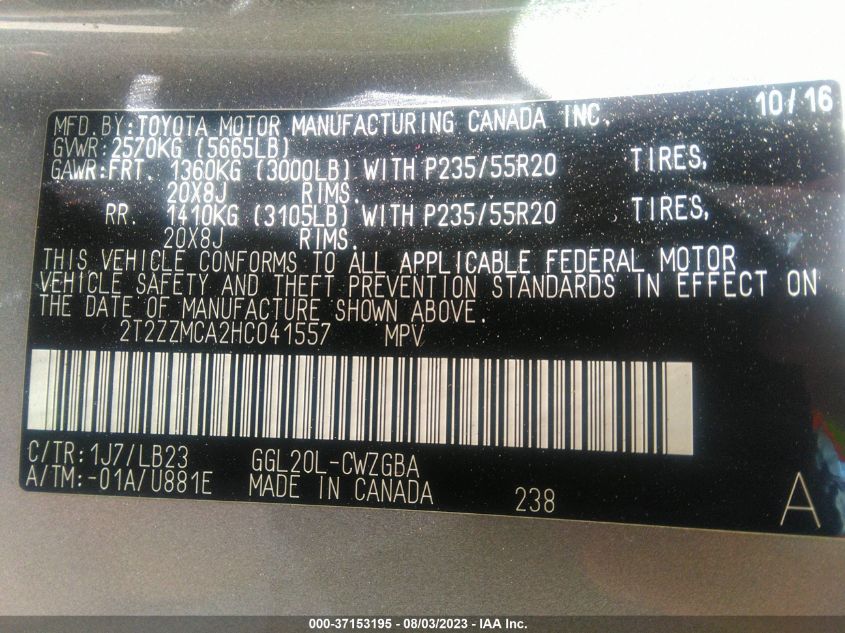 10/16
MFD.BY:TOYOTA MOTOR MANUFACTURING CANADA INC.
GVWR:2570KG (5665LB)
GAWR:FRT. 1360KG (3000LB) WITH P235/55R20 TIRES,
20X8J RIMS.
RR. 1410KG (3105LB) WITH P235/55R20 TIRES,
20X8J RIMS.
THIS VEHICLE CONFORMS TO ALL APPLICABLE FEDERAL MOTOR
VEHICLE SAFETY AND THEFT PREVENTION STANDARDS IN EFFECT ON
THE DATE OF MANUFACTURE SHOWN ABOVE.
2T2ZZMCA2HC041557 MPV
C/TR:1J7/LB23 GGL20L-CWZGBA
A/TM:-01A/U881E MADE IN CANADA 238 A
000-37153195 - 08/03/2023 - IAA Inc.